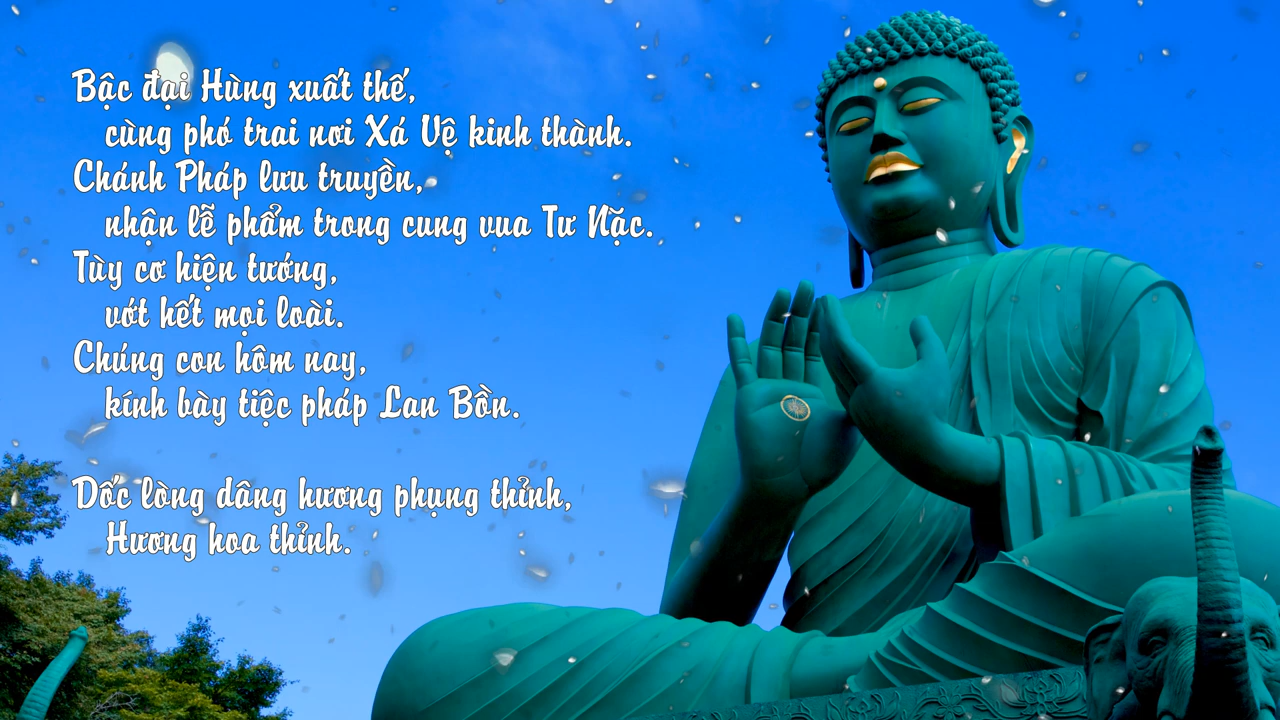 Bậc đại Hùng xuất thế,
cùng phó trai nơi Xá Vệ kinh thành.
Chánh Pháp lưu truyền,
nhận lễ phẩm trong cung vua Tư Nặc.
Tùy cơ hiện tướng,
vớt hết mọi loài.
Chúng con hôm nay,
kính bày tiệc pháp Lan Bồn.
Dốc lòng dâng hương phụng thỉnh,
Hương hoa thỉnh.